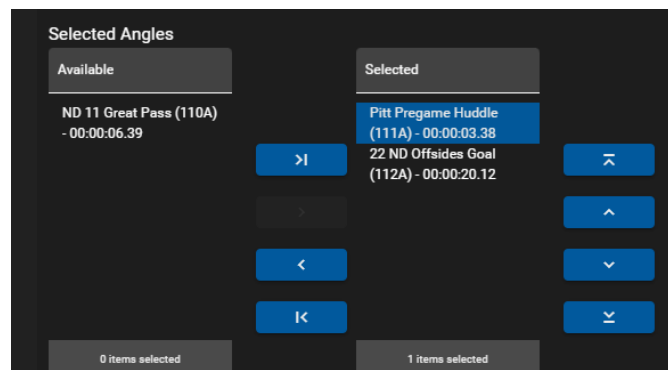 Selected Angles
Available
Selected
ND 11 Great Pass (110A)
- 00:00:06.39
Pitt Pregame Huddle
(111A) - 00:00:03.38
22 ND Offsides Goal
(112A) - 00:00:20.12
0 items selected
1 items selected